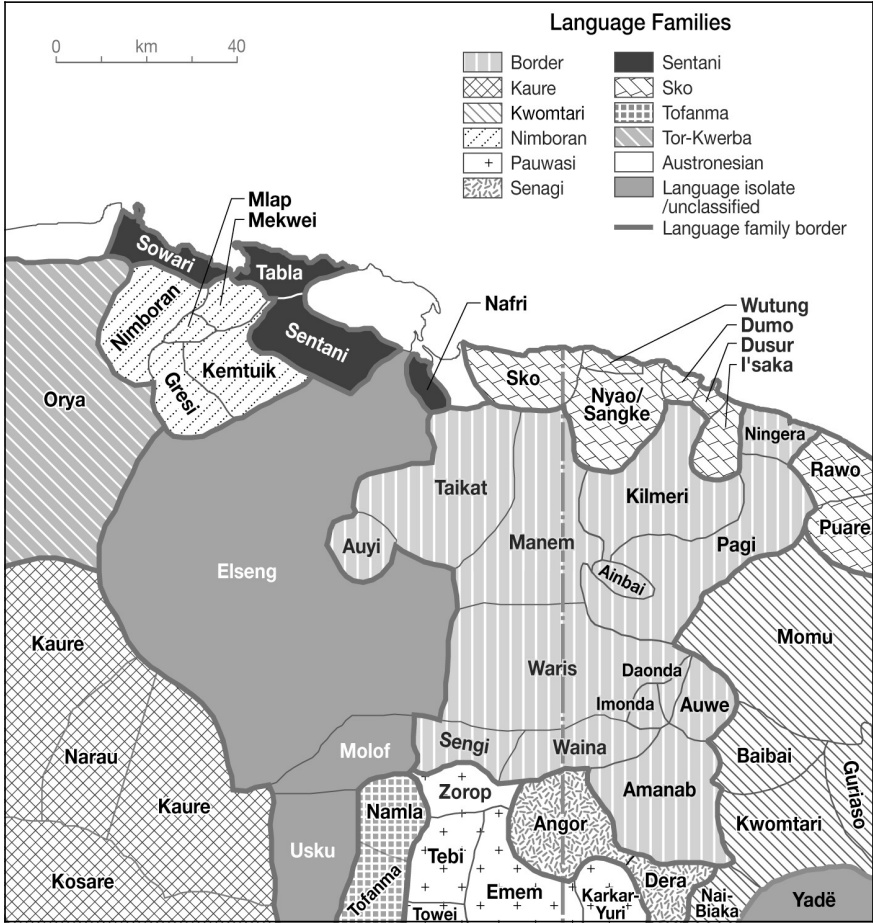 Language Families
0 km 40
Border
Kaure
Kwomtari
Nimboran
Pauwasi
Senagi
Sentani
Sko
Tofanma
Tor-Kwerba
Austronesian
Language isolate
/unclassified
Language family border
Mlap
Mekwei
Sowari
Tabla
Nimboran
Sentani
Nafri
Wutung
Dumo
Dusur
I'saka
Kemtuik
Gresi
Orya
Sko
Nyao/
Sangke
Ningera
Rawo
Puare
Taikat
Kilmeri
Auyi
Manem
Pagi
Elseng
Ainbai
Kaure
Momu
Waris
Daonda
Imonda
Auwe
Narau
Molof
Sengi
Waina
Baibai
Guriaso
Kaure
Namla
Zorop
Amanab
Angor
Kwomtari
Usku
Tebi
Kosare
Tofanma
Emem
Karkar-
Yuri
Dera
Nai-
Biaka
Yadë
Towei